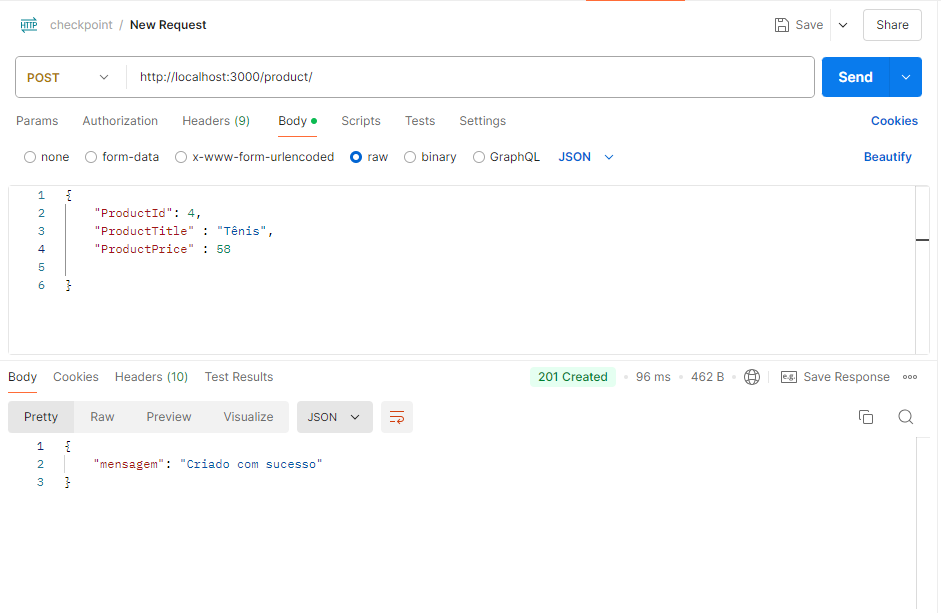 HTTP checkpoint / New Request Save Share
POST http://localhost:3000/product/ Send
Params Authorization Headers (9) Body Scripts Tests Settings Cookies
none form-data x-www-form-urlencoded raw binary GraphQL JSON Beautify
1 {
2 "ProductId": 4,
3 "ProductTitle" : "Tênis",
4 "ProductPrice" : 58
5
6 }
Body Cookies Headers (10) Test Results 201 Created 96 ms 462 B e.g. Save Response
Pretty Raw Preview Visualize JSON
1 {
2 "mensagem": "Criado com sucesso"
3 }